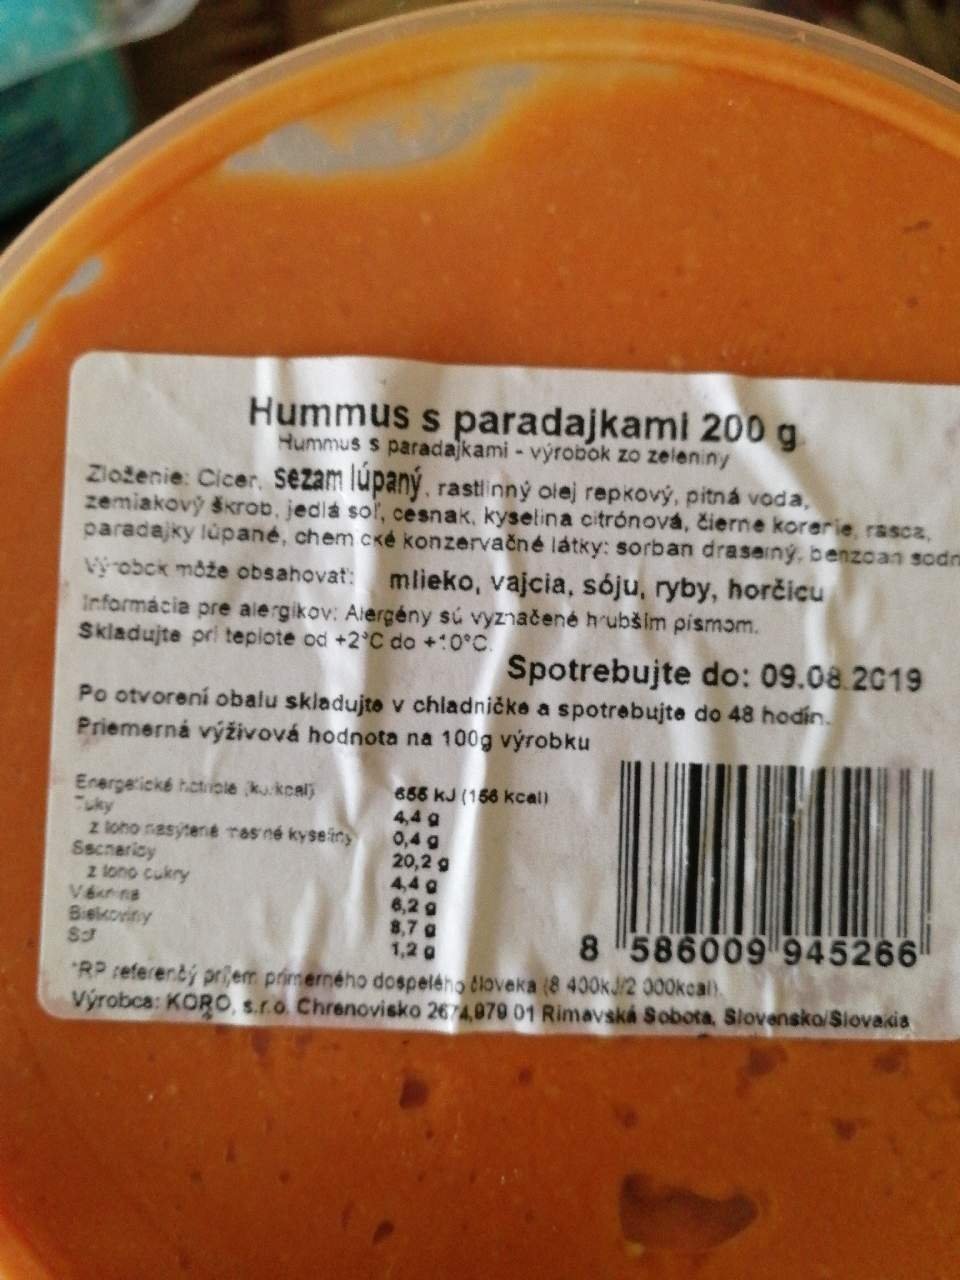 Hummus s paradajkami 200 g
Hummus s paradajkami - výrobok zo zeleniny
Zloženie: Cícer, sezam lúpaný, rastlinný olej repkový, pitná voda,
zemiakový škrob, jedlá soľ, cesnak, kyselina citrónová, čierne korenie, rasca,
paradajky lúpané, chemické konzervačné látky: sorban draselný, benzoan sodn
Výrobok môže obsahovať: mlieko, vajcia, sóju, ryby, horčicu
Informácia pre alergikov: Alergény sú vyznačené hrubším písmom.
Skladujte pri teplote od +2°C do +10°C.
Spotrebujte do: 09.08.2019
Po otvorení obalu skladujte v chladničke a spotrebujte do 48 hodín.
Priemerná výživová hodnota na 100g výrobku
Energetická hodnota (kJ/kcal) (156 kcal)
Tuky 4,4 g
z toho nasýtené mastné kyseliny 0,4 g
Sacharidy 20,2 g
z toho cukry 4,4 g
Vláknina 6,2 g
Bielkoviny 8,7 g
Soľ 1,2 g
8 586009 945266
*RP referenčý príjem primerného dospelého človeka (8 400kJ/2 000kcal).
Výrobca: KORO, s.r.o. Chrenovisko 2674,979 01 Rimavská Sobota, Slovensko/Slovakia